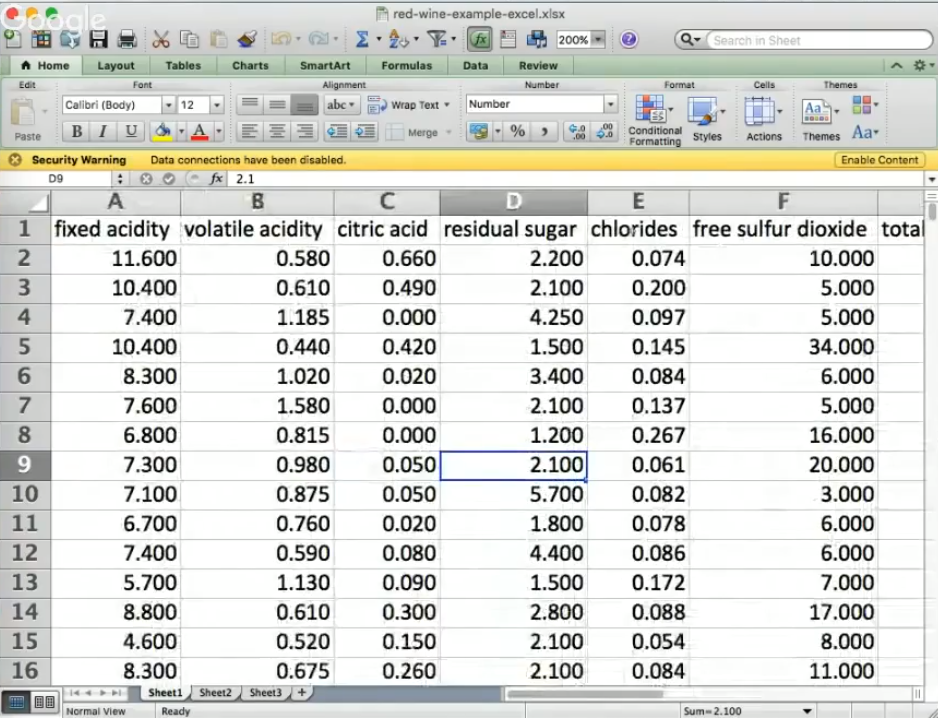 Google
red-wine-example-excel.xlsx
200%
Search in Sheet
Home Layout Tables Charts SmartArt Formulas Data Review
Edit Font Alignment Number Format Cells Themes
Calibri (Body) 12 abc Wrap Text Number
Paste B I U A Merge % Conditional Formatting Styles Actions Themes Aa
Security Warning Data connections have been disabled. Enable Content
D9 fx 2.1
A B C D E F
1 fixed acidity volatile acidity citric acid residual sugar chlorides free sulfur dioxide total
2 11.600 0.580 0.660 2.200 0.074 10.000
3 10.400 0.610 0.490 2.100 0.200 5.000
4 7.400 1.185 0.000 4.250 0.097 5.000
5 10.400 0.440 0.420 1.500 0.145 34.000
6 8.300 1.020 0.020 3.400 0.084 6.000
7 7.600 1.580 0.000 2.100 0.137 5.000
8 6.800 0.815 0.000 1.200 0.267 16.000
9 7.300 0.980 0.050 2.100 0.061 20.000
10 7.100 0.875 0.050 5.700 0.082 3.000
11 6.700 0.760 0.020 1.800 0.078 6.000
12 7.400 0.590 0.080 4.400 0.086 6.000
13 5.700 1.130 0.090 1.500 0.172 7.000
14 8.800 0.610 0.300 2.800 0.088 17.000
15 4.600 0.520 0.150 2.100 0.054 8.000
16 8.300 0.675 0.260 2.100 0.084 11.000
Sheet1 Sheet2 Sheet3 +
Normal View Ready Sum=2.100